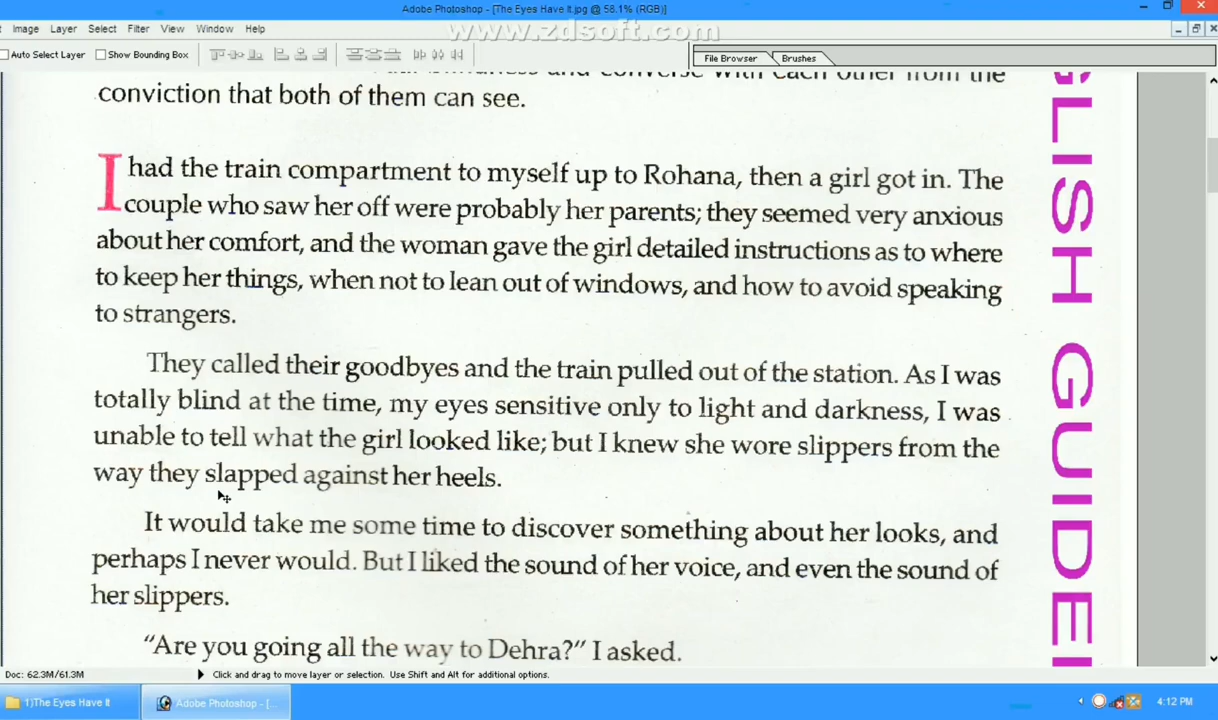 Adobe Photoshop - [The Eyes Have It.jpg @ 58.1% (RGB)]
Image Layer Select Filter View Window Help
www.zdsoft.com
Auto Select Layer Show Bounding Box
File Browser Brushes
and converse with each other from the
conviction that both of them can see.
I had the train compartment to myself up to Rohana, then a girl got in. The
couple who saw her off were probably her parents; they seemed very anxious
about her comfort, and the woman gave the girl detailed instructions as to where
to keep her things, when not to lean out of windows, and how to avoid speaking
to strangers.
They called their goodbyes and the train pulled out of the station. As I was
totally blind at the time, my eyes sensitive only to light and darkness, I was
unable to tell what the girl looked like; but I knew she wore slippers from the
way they slapped against her heels.
It would take me some time to discover something about her looks, and
perhaps I never would. But I liked the sound of her voice, and even the sound of
her slippers.
"Are you going all the way to Dehra?" I asked.
GLISH GUIDE
Doc: 62.3M/61.3M Click and drag to move layer or selection. Use Shift and Alt for additional options.
1)The Eyes Have It Adobe Photoshop - [... 4:12 PM